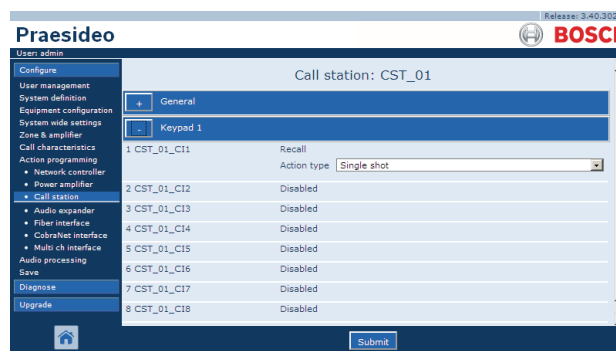 Release: 3.40.302
Praesideo
BOSCH
User: admin
Configure
User management
System definition
Equipment configuration
System wide settings
Zone & amplifier
Call characteristics
Action programming
• Network controller
• Power amplifier
• Call station
• Audio expander
• Fiber interface
• CobraNet interface
• Multi ch interface
Audio processing
Save
Diagnose
Upgrade
Call station: CST_01
+ General
- Keypad 1
1 CST_01_CI1 Recall
Action type Single shot
2 CST_01_CI2 Disabled
3 CST_01_CI3 Disabled
4 CST_01_CI4 Disabled
5 CST_01_CI5 Disabled
6 CST_01_CI6 Disabled
7 CST_01_CI7 Disabled
8 CST_01_CI8 Disabled
Submit